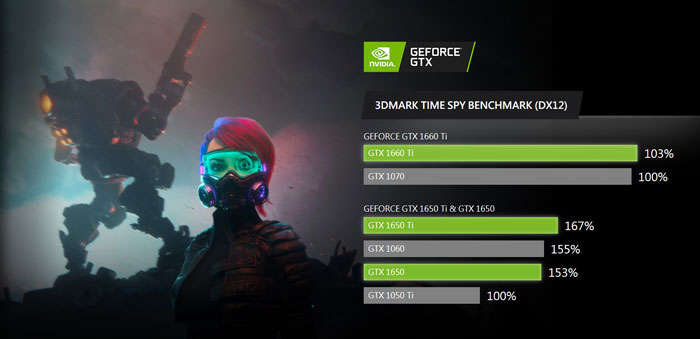 NVIDIA.
GEFORCE
GTX
3DMARK TIME SPY BENCHMARK (DX12)
GEFORCE GTX 1660 Ti
GTX 1660 Ti 103%
GTX 1070 100%
GEFORCE GTX 1650 Ti & GTX 1650
GTX 1650 Ti 167%
GTX 1060 155%
GTX 1650 153%
GTX 1050 Ti 100%